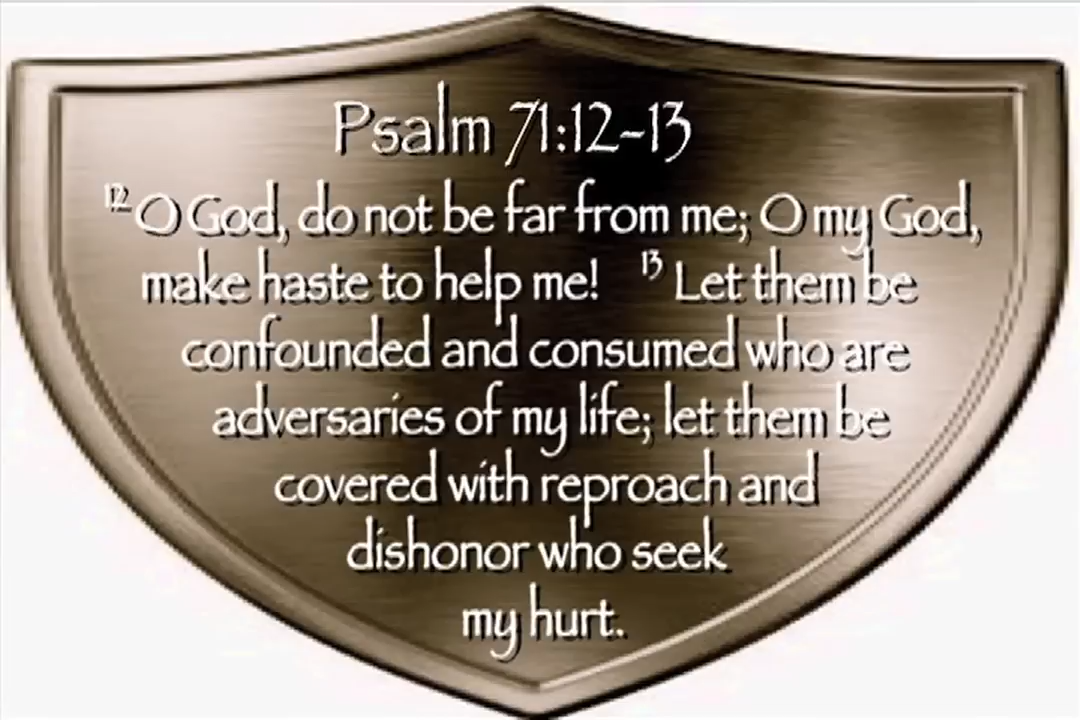 Psalm 71:12-13
12 O God, do not be far from me; O my God,
make haste to help me! 13 Let them be
confounded and consumed who are
adversaries of my life; let them be
covered with reproach and
dishonor who seek
my hurt.